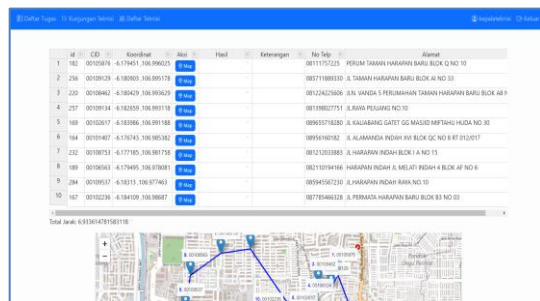 Daftar Tugas Kunjungan Teknisi Daftar Teknisi kepalateknisi Keluar
id CID Koordinat Aksi Hasil Keterangan No Telp Alamat
1 182 00105876 -6.179451,106.996025 Map 08111757225 PERUM TAMAN HARAPAN BARU BLOK Q NO 10
2 256 00109129 -6.180903,106.995178 Map 085711889330 JL TAMAN HARAPAN BARU BLOK AI NO 33
3 220 00108462 -6.180429,106.993629 Map 081224225606 JLN. VANDA 5 PERUMAHAN TAMAN HARAPAN BARU BLOK A8 N
4 257 00109134 -6.182659,106.993118 Map 081398027751 JL.RAYA PEJUANG NO.10
5 169 00102617 -6.183986,106.991188 Map 089655718280 JL KALIABANG GATET GG MASJID MIFTAHU HUDA NO 30
6 164 00101407 -6.176743,106.985382 Map 08956160182 JL ALAMANDA INDAH XVI BLOK QC NO 8 RT 012/017
7 232 00108753 -6.177185,106.981758 Map 081212033883 JL HARAPAN INDAH BLOK I A NO 15
8 189 00106563 -6.179495,106.978081 Map 082110194166 HARAPAN INDAH JL MELATI INDAH 4 BLOK AF NO 6
9 284 00109537 -6.18313,106.977463 Map 085945567230 JL.HARAPAN INDAH RAYA NO.10
10 167 00102236 -6.184109,106.98687 Map 087785466328 JL PERMATA HARAPAN BARU BLOK B3 NO 03
Total Jarak: 6.933614781583118
+
−